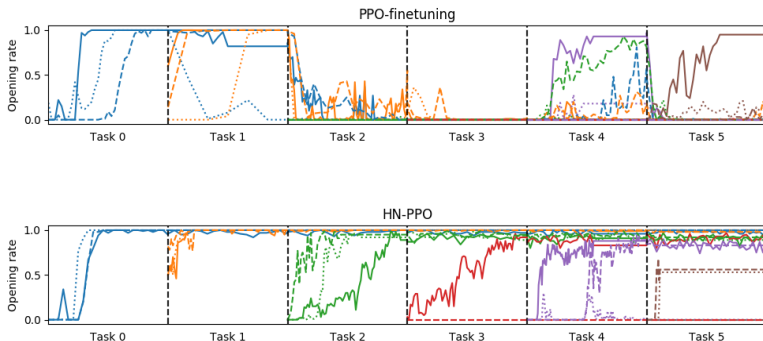 PPO-finetuning
1.0
0.5
0.0
Opening rate
Task 0 Task 1 Task 2 Task 3 Task 4 Task 5
HN-PPO
1.0
0.5
0.0
Opening rate
Task 0 Task 1 Task 2 Task 3 Task 4 Task 5